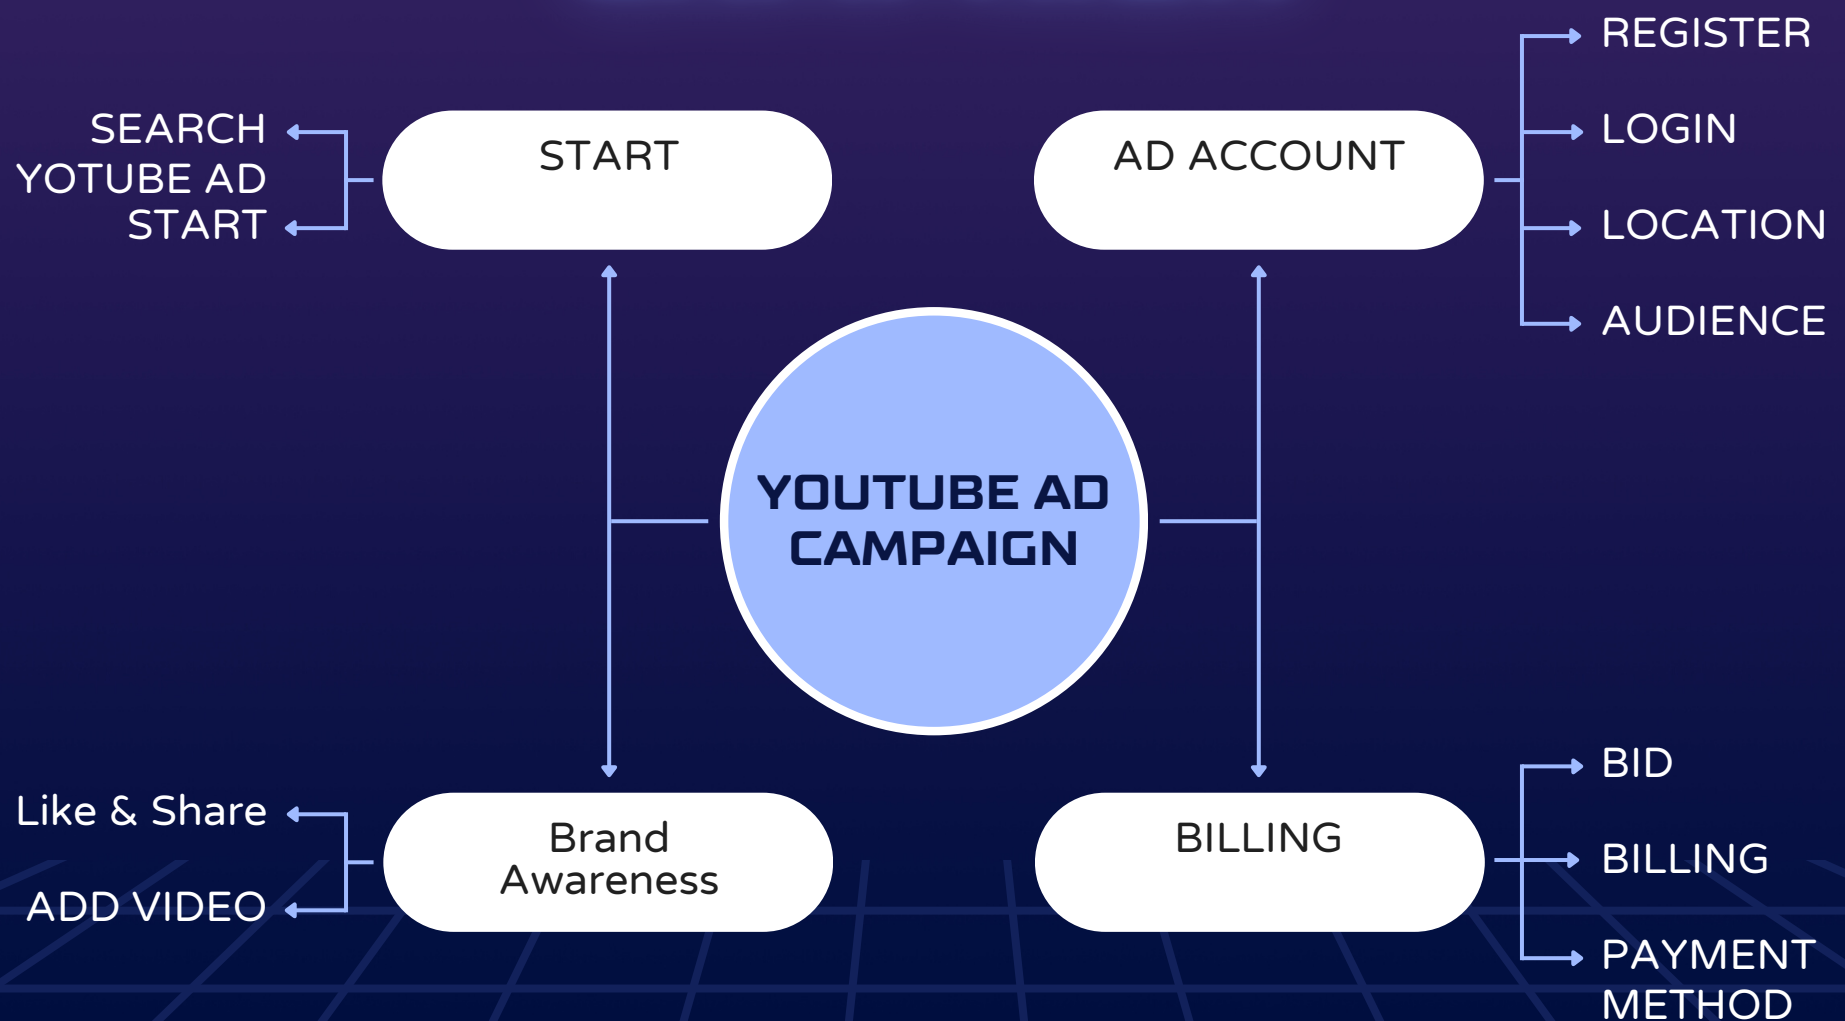 SEARCH
YOTUBE AD
START
START
AD ACCOUNT
REGISTER
LOGIN
LOCATION
AUDIENCE
YOUTUBE AD
CAMPAIGN
Like & Share
ADD VIDEO
Brand
Awareness
BILLING
BID
BILLING
PAYMENT
METHOD